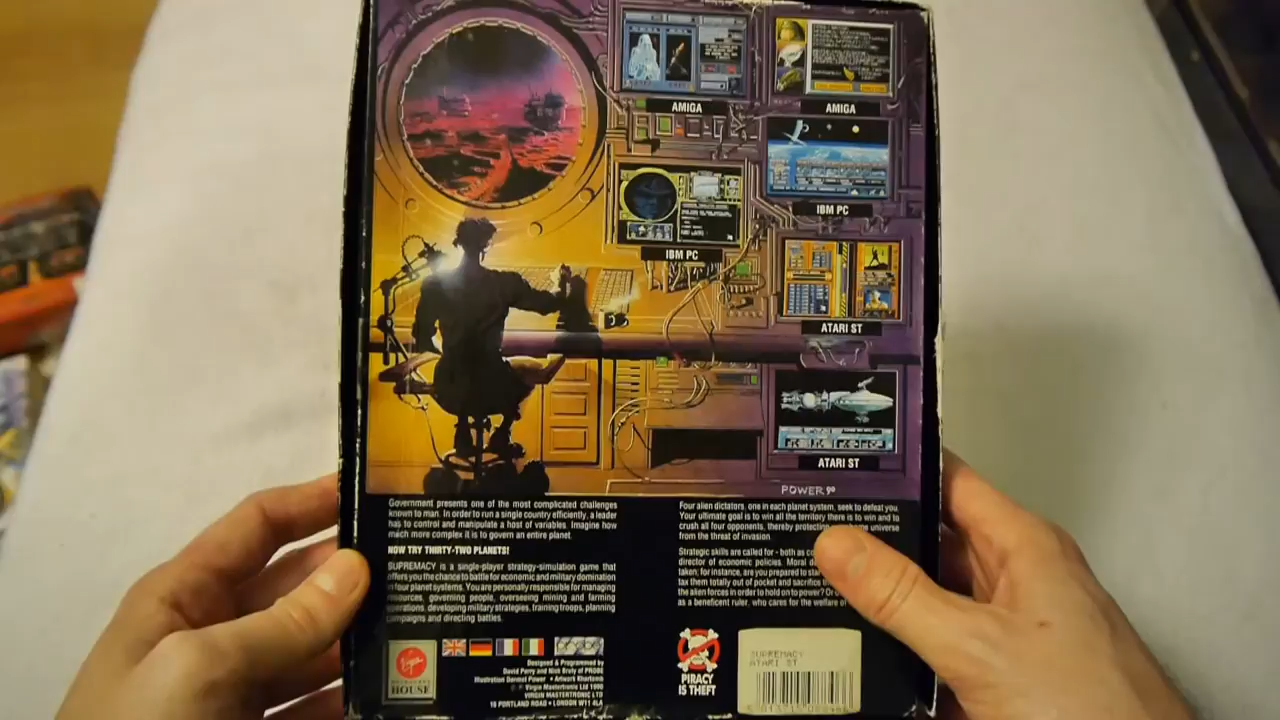 AMIGA
AMIGA
IBM PC
IBM PC
ATARI ST
ATARI ST
POWER 90
Government presents one of the most complicated challenges
known to man. In order to run a single country efficiently, a leader
has to control and manipulate a host of variables. Imagine how
much more complex it is to govern an entire planet.
NOW TRY THIRTY-TWO PLANETS!
SUPREMACY is a single-player strategy-simulation game that
offers you the chance to battle for economic and military domination
in four planet systems. You are personally responsible for managing
resources, governing people, overseeing mining and farming
operations, developing military strategies, training troops, planning
campaigns and directing battles.
Four alien dictators, one in each planet system, seek to defeat you.
Your ultimate goal is to win all the territory there is to win and to
crush all four opponents, thereby protecting universe
from the threat of invasion.
Strategic skills are called for - both as
director of economic policies. Moral
taken: for instance, are you prepared to
tax them totally out of pocket and sacrifice
the alien forces in order to hold on to power? Or
as a beneficent ruler, who cares for the welfare of
Virgin
HOUSE
Designed & Programmed by
David Perry and Nick Bruty of PROBE
Illustration Dermot Power • Artwork Khartoum
© ℗ Virgin Mastertronic Ltd 1990
VIRGIN MASTERTRONIC LTD
16 PORTLAND ROAD • LONDON W11 4LA
PIRACY
IS THEFT
SUPREMACY
ATARI ST